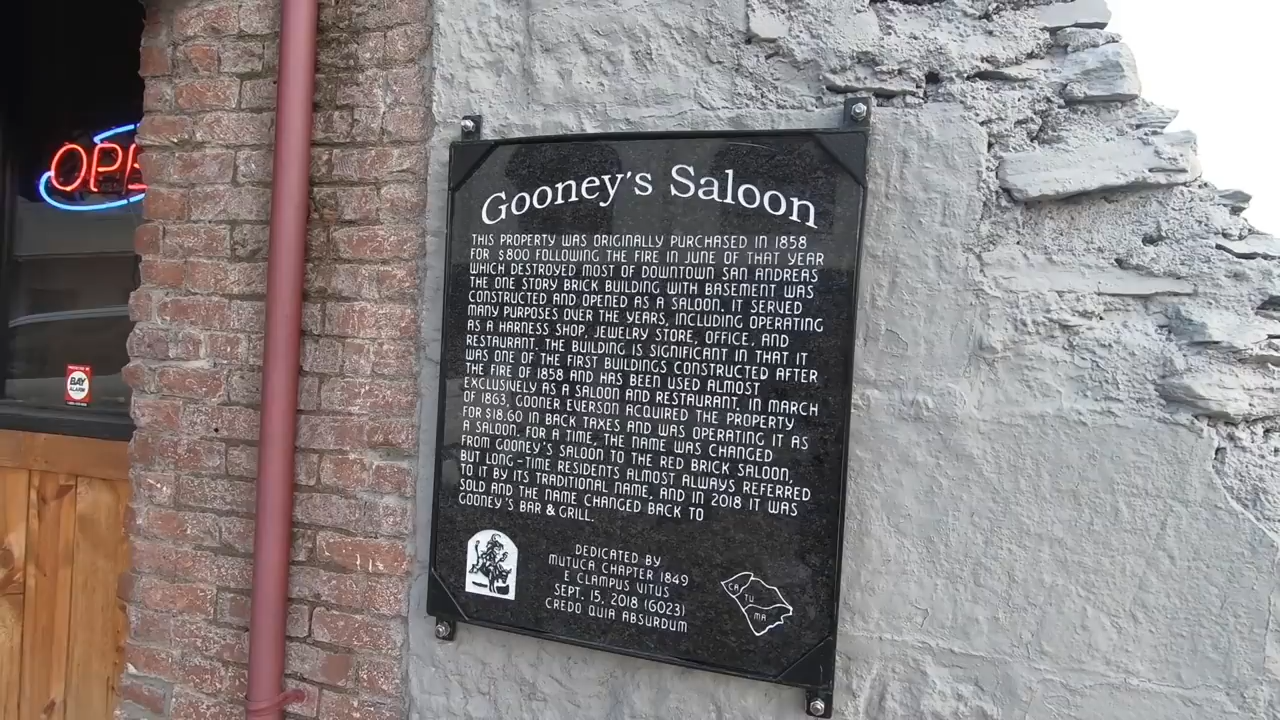 OPE
BAY
ALARM
Gooney's Saloon
THIS PROPERTY WAS ORIGINALLY PURCHASED IN 1858
FOR $800 FOLLOWING THE FIRE IN JUNE OF THAT YEAR
WHICH DESTROYED MOST OF DOWNTOWN SAN ANDREAS
THE ONE STORY BRICK BUILDING WITH BASEMENT WAS
CONSTRUCTED AND OPENED AS A SALOON. IT SERVED
MANY PURPOSES OVER THE YEARS, INCLUDING OPERATING
AS A HARNESS SHOP, JEWELRY STORE, OFFICE, AND
RESTAURANT. THE BUILDING IS SIGNIFICANT IN THAT IT
WAS ONE OF THE FIRST BUILDINGS CONSTRUCTED AFTER
THE FIRE OF 1858 AND HAS BEEN USED ALMOST
EXCLUSIVELY AS A SALOON AND RESTAURANT. IN MARCH
OF 1863, GOONER EVERSON ACQUIRED THE PROPERTY
FOR $18.60 IN BACK TAXES AND WAS OPERATING IT AS
A SALOON. FOR A TIME, THE NAME WAS CHANGED
FROM GOONEY'S SALOON TO THE RED BRICK SALOON,
BUT LONG-TIME RESIDENTS ALMOST ALWAYS REFERRED
TO IT BY ITS TRADITIONAL NAME, AND IN 2018 IT WAS
SOLD AND THE NAME CHANGED BACK TO
GOONEY'S BAR & GRILL.
DEDICATED BY
MUTUCA CHAPTER 1849
E CLAMPUS VITUS
SEPT. 15, 2018 (6023)
CREDO QUIA ABSURDUM
CA
TU
MA